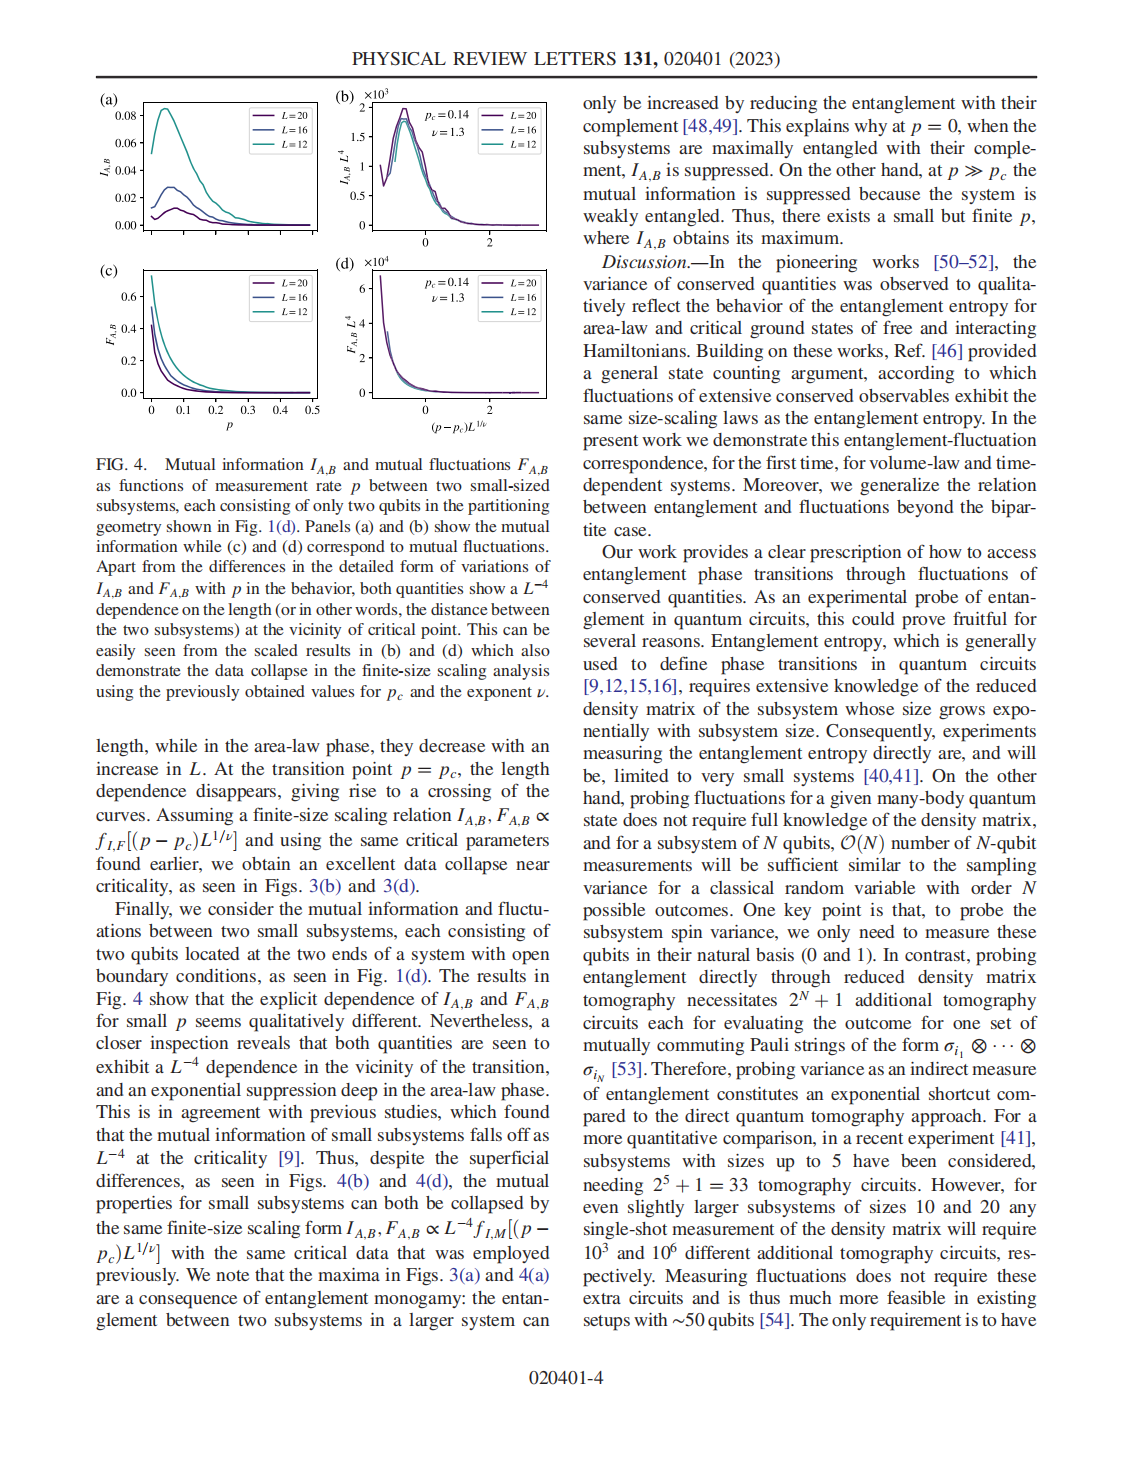 PHYSICAL REVIEW LETTERS 131, 020401 (2023)
(a)
0.08
0.06
0.04
0.02
0.00
I_{A,B}
L=20
L=16
L=12
(b)
×10³
2
1.5
1
0.5
0
I_{A,B} L⁴
p_c=0.14
ν=1.3
L=20
L=16
L=12
0 2
(c)
0.6
0.4
0.2
0.0
F_{A,B}
L=20
L=16
L=12
0 0.1 0.2 0.3 0.4 0.5
p
(d)
×10⁴
6
4
2
0
F_{A,B} L⁴
p_c=0.14
ν=1.3
L=20
L=16
L=12
0 2
(p−p_c)L^{1/ν}
FIG. 4. Mutual information I_{A,B} and mutual fluctuations F_{A,B}
as functions of measurement rate p between two small-sized
subsystems, each consisting of only two qubits in the partitioning
geometry shown in Fig. 1(d). Panels (a) and (b) show the mutual
information while (c) and (d) correspond to mutual fluctuations.
Apart from the differences in the detailed form of variations of
I_{A,B} and F_{A,B} with p in the behavior, both quantities show a L⁻⁴
dependence on the length (or in other words, the distance between
the two subsystems) at the vicinity of critical point. This can be
easily seen from the scaled results in (b) and (d) which also
demonstrate the data collapse in the finite-size scaling analysis
using the previously obtained values for p_c and the exponent ν.
length, while in the area-law phase, they decrease with an
increase in L. At the transition point p = p_c, the length
dependence disappears, giving rise to a crossing of the
curves. Assuming a finite-size scaling relation I_{A,B}, F_{A,B} ∝
f_{I,F}[(p − p_c)L^{1/ν}] and using the same critical parameters
found earlier, we obtain an excellent data collapse near
criticality, as seen in Figs. 3(b) and 3(d).
Finally, we consider the mutual information and fluctu-
ations between two small subsystems, each consisting of
two qubits located at the two ends of a system with open
boundary conditions, as seen in Fig. 1(d). The results in
Fig. 4 show that the explicit dependence of I_{A,B} and F_{A,B}
for small p seems qualitatively different. Nevertheless, a
closer inspection reveals that both quantities are seen to
exhibit a L⁻⁴ dependence in the vicinity of the transition,
and an exponential suppression deep in the area-law phase.
This is in agreement with previous studies, which found
that the mutual information of small subsystems falls off as
L⁻⁴ at the criticality [9]. Thus, despite the superficial
differences, as seen in Figs. 4(b) and 4(d), the mutual
properties for small subsystems can both be collapsed by
the same finite-size scaling form I_{A,B}, F_{A,B} ∝ L⁻⁴f_{I,M}[(p −
p_c)L^{1/ν}] with the same critical data that was employed
previously. We note that the maxima in Figs. 3(a) and 4(a)
are a consequence of entanglement monogamy: the entan-
glement between two subsystems in a larger system can
only be increased by reducing the entanglement with their
complement [48,49]. This explains why at p = 0, when the
subsystems are maximally entangled with their comple-
ment, I_{A,B} is suppressed. On the other hand, at p ≫ p_c the
mutual information is suppressed because the system is
weakly entangled. Thus, there exists a small but finite p,
where I_{A,B} obtains its maximum.
Discussion.—In the pioneering works [50–52], the
variance of conserved quantities was observed to qualita-
tively reflect the behavior of the entanglement entropy for
area-law and critical ground states of free and interacting
Hamiltonians. Building on these works, Ref. [46] provided
a general state counting argument, according to which
fluctuations of extensive conserved observables exhibit the
same size-scaling laws as the entanglement entropy. In the
present work we demonstrate this entanglement-fluctuation
correspondence, for the first time, for volume-law and time-
dependent systems. Moreover, we generalize the relation
between entanglement and fluctuations beyond the bipar-
tite case.
Our work provides a clear prescription of how to access
entanglement phase transitions through fluctuations of
conserved quantities. As an experimental probe of entan-
glement in quantum circuits, this could prove fruitful for
several reasons. Entanglement entropy, which is generally
used to define phase transitions in quantum circuits
[9,12,15,16], requires extensive knowledge of the reduced
density matrix of the subsystem whose size grows expo-
nentially with subsystem size. Consequently, experiments
measuring the entanglement entropy directly are, and will
be, limited to very small systems [40,41]. On the other
hand, probing fluctuations for a given many-body quantum
state does not require full knowledge of the density matrix,
and for a subsystem of N qubits, 𝒪(N) number of N-qubit
measurements will be sufficient similar to the sampling
variance for a classical random variable with order N
possible outcomes. One key point is that, to probe the
subsystem spin variance, we only need to measure these
qubits in their natural basis (0 and 1). In contrast, probing
entanglement directly through reduced density matrix
tomography necessitates 2^N + 1 additional tomography
circuits each for evaluating the outcome for one set of
mutually commuting Pauli strings of the form σ_{i₁} ⊗ ⋯ ⊗
σ_{i_N} [53]. Therefore, probing variance as an indirect measure
of entanglement constitutes an exponential shortcut com-
pared to the direct quantum tomography approach. For a
more quantitative comparison, in a recent experiment [41],
subsystems with sizes up to 5 have been considered,
needing 2⁵ + 1 = 33 tomography circuits. However, for
even slightly larger subsystems of sizes 10 and 20 any
single-shot measurement of the density matrix will require
10³ and 10⁶ different additional tomography circuits, res-
pectively. Measuring fluctuations does not require these
extra circuits and is thus much more feasible in existing
setups with ∼50 qubits [54]. The only requirement is to have
020401-4